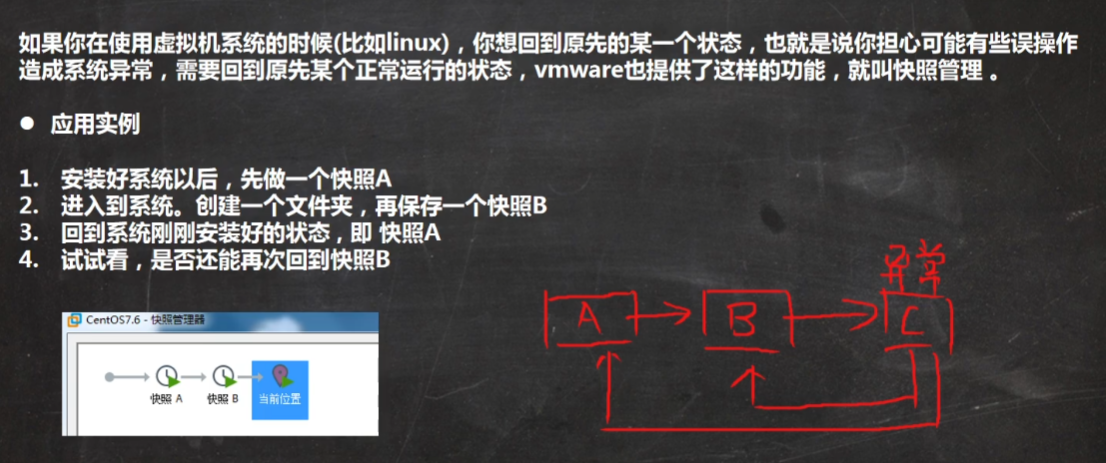 如果你在使用虚拟机系统的时候(比如linux)，你想回到原先的某一个状态，也就是说你担心可能有些误操作
造成系统异常，需要回到原先某个正常运行的状态，vmware也提供了这样的功能，就叫快照管理 。
● 应用实例
1. 安装好系统以后，先做一个快照A
2. 进入到系统。创建一个文件夹，再保存一个快照B
3. 回到系统刚刚安装好的状态，即 快照A
4. 试试看，是否还能再次回到快照B
异常
A B C
CentOS7.6 - 快照管理器
快照 A 快照 B 当前位置